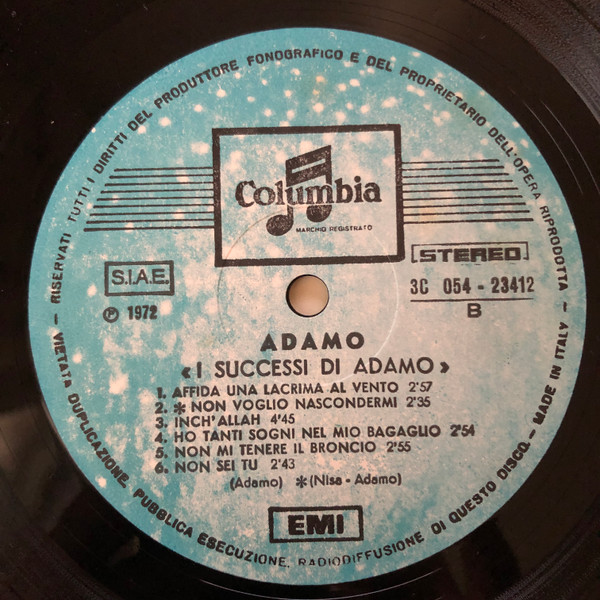 RISERVATI TUTTI I DIRITTI DEL PRODUTTORE FONOGRAFICO E DEL PROPRIETARIO DELL'OPERA RIPRODOTTA - MADE IN ITALY - VIETATA DUPLICAZIONE, PUBBLICA ESECUZIONE, RADIODIFFUSIONE DI QUESTO DISCO.
Columbia
MARCHIO REGISTRATO
S.I.A.E.
℗ 1972
STEREO
3C 054 - 23412
B
ADAMO
«I SUCCESSI DI ADAMO»
1. AFFIDA UNA LACRIMA AL VENTO 2'57
2. * NON VOGLIO NASCONDERMI 2'35
3. INCH'ALLAH 4'45
4. HO TANTI SOGNI NEL MIO BAGAGLIO 2'54
5. NON MI TENERE IL BRONCIO 2'55
6. NON SEI TU 2'43
(Adamo) *(Nisa - Adamo)
EMI